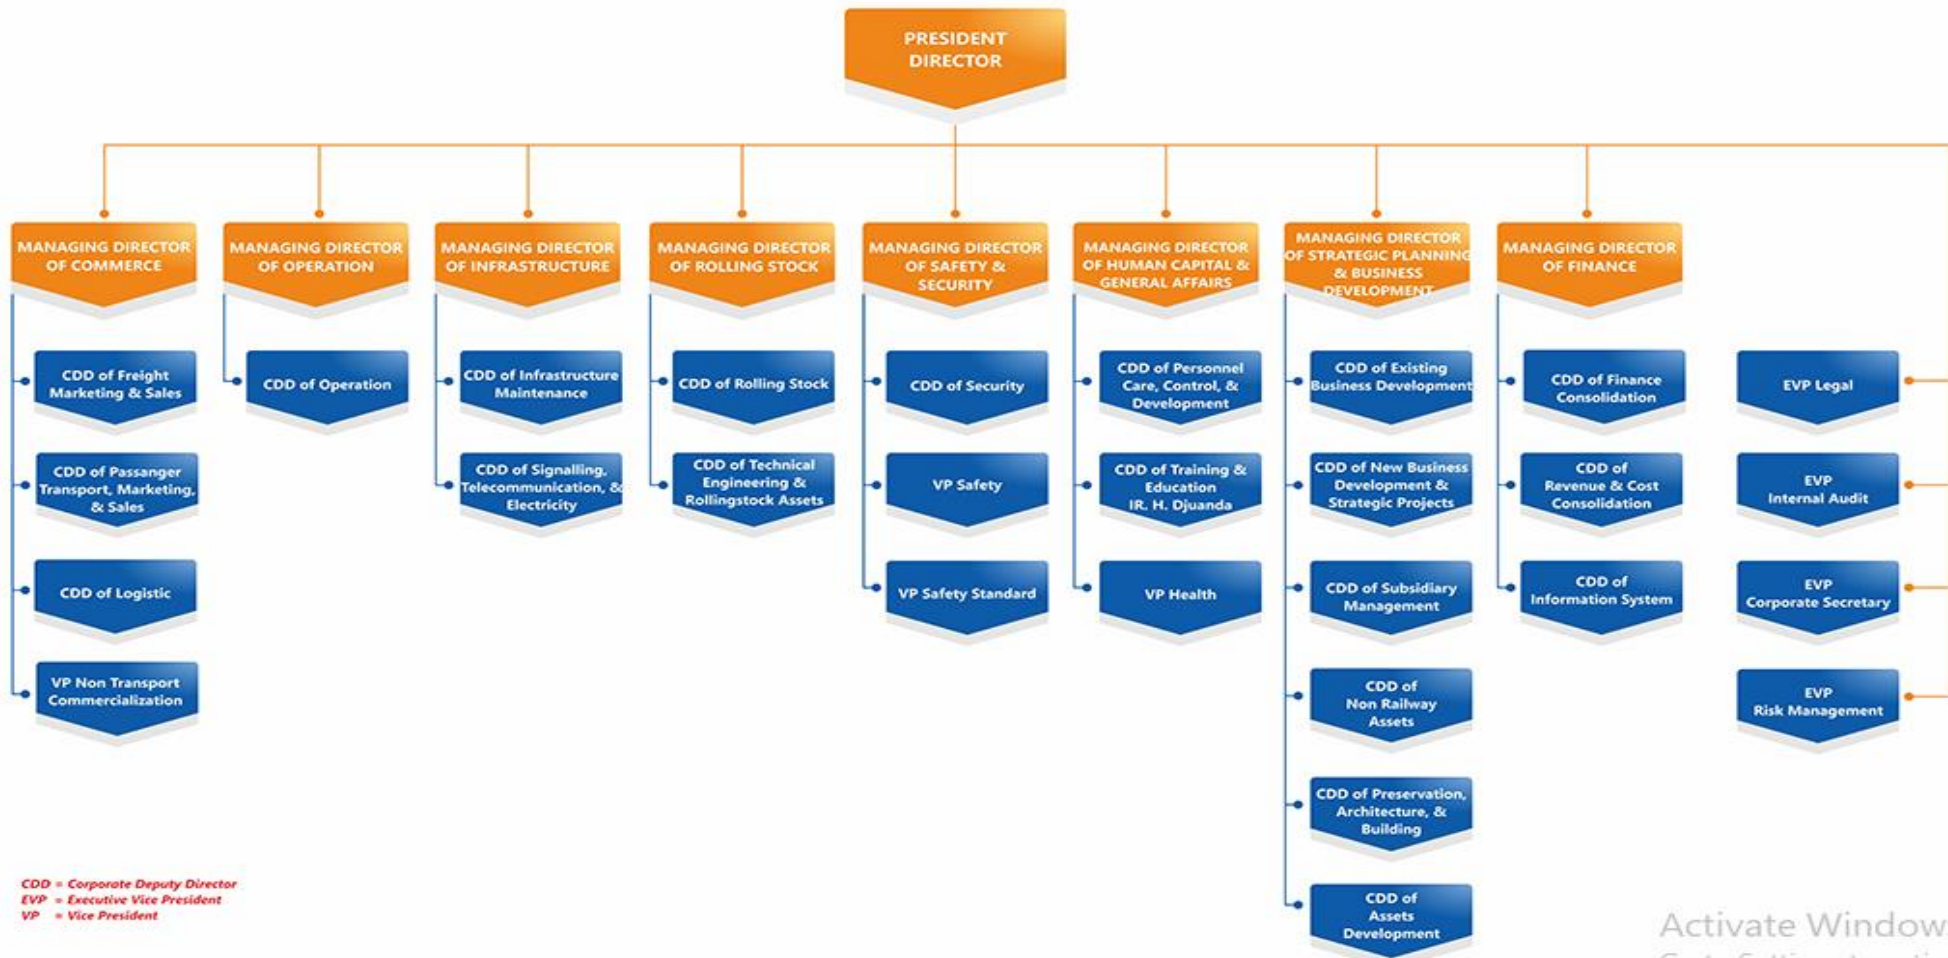 PRESIDENT
DIRECTOR
MANAGING DIRECTOR
OF COMMERCE
MANAGING DIRECTOR
OF OPERATION
MANAGING DIRECTOR
OF INFRASTRUCTURE
MANAGING DIRECTOR
OF ROLLING STOCK
MANAGING DIRECTOR
OF SAFETY &
SECURITY
MANAGING DIRECTOR
OF HUMAN CAPITAL &
GENERAL AFFAIRS
MANAGING DIRECTOR
OF STRATEGIC PLANNING
& BUSINESS
DEVELOPMENT
MANAGING DIRECTOR
OF FINANCE
CDD of Freight
Marketing & Sales
CDD of Passanger
Transport, Marketing,
& Sales
CDD of Logistic
VP Non Transport
Commercialization
CDD of Operation
CDD of Infrastructure
Maintenance
CDD of Signalling,
Telecommunication, &
Electricity
CDD of Rolling Stock
CDD of Technical
Engineering &
Rollingstock Assets
CDD of Security
VP Safety
VP Safety Standard
CDD of Personnel
Care, Control, &
Development
CDD of Training &
Education
IR. H. Djuanda
VP Health
CDD of Existing
Business Development
CDD of New Business
Development &
Strategic Projects
CDD of Subsidiary
Management
CDD of
Non Railway
Assets
CDD of Preservation,
Architecture, &
Building
CDD of
Assets
Development
CDD of Finance
Consolidation
CDD of
Revenue & Cost
Consolidation
CDD of
Information System
EVP Legal
EVP
Internal Audit
EVP
Corporate Secretary
EVP
Risk Management
CDD = Corporate Deputy Director
EVP = Executive Vice President
VP = Vice President
Activate Window